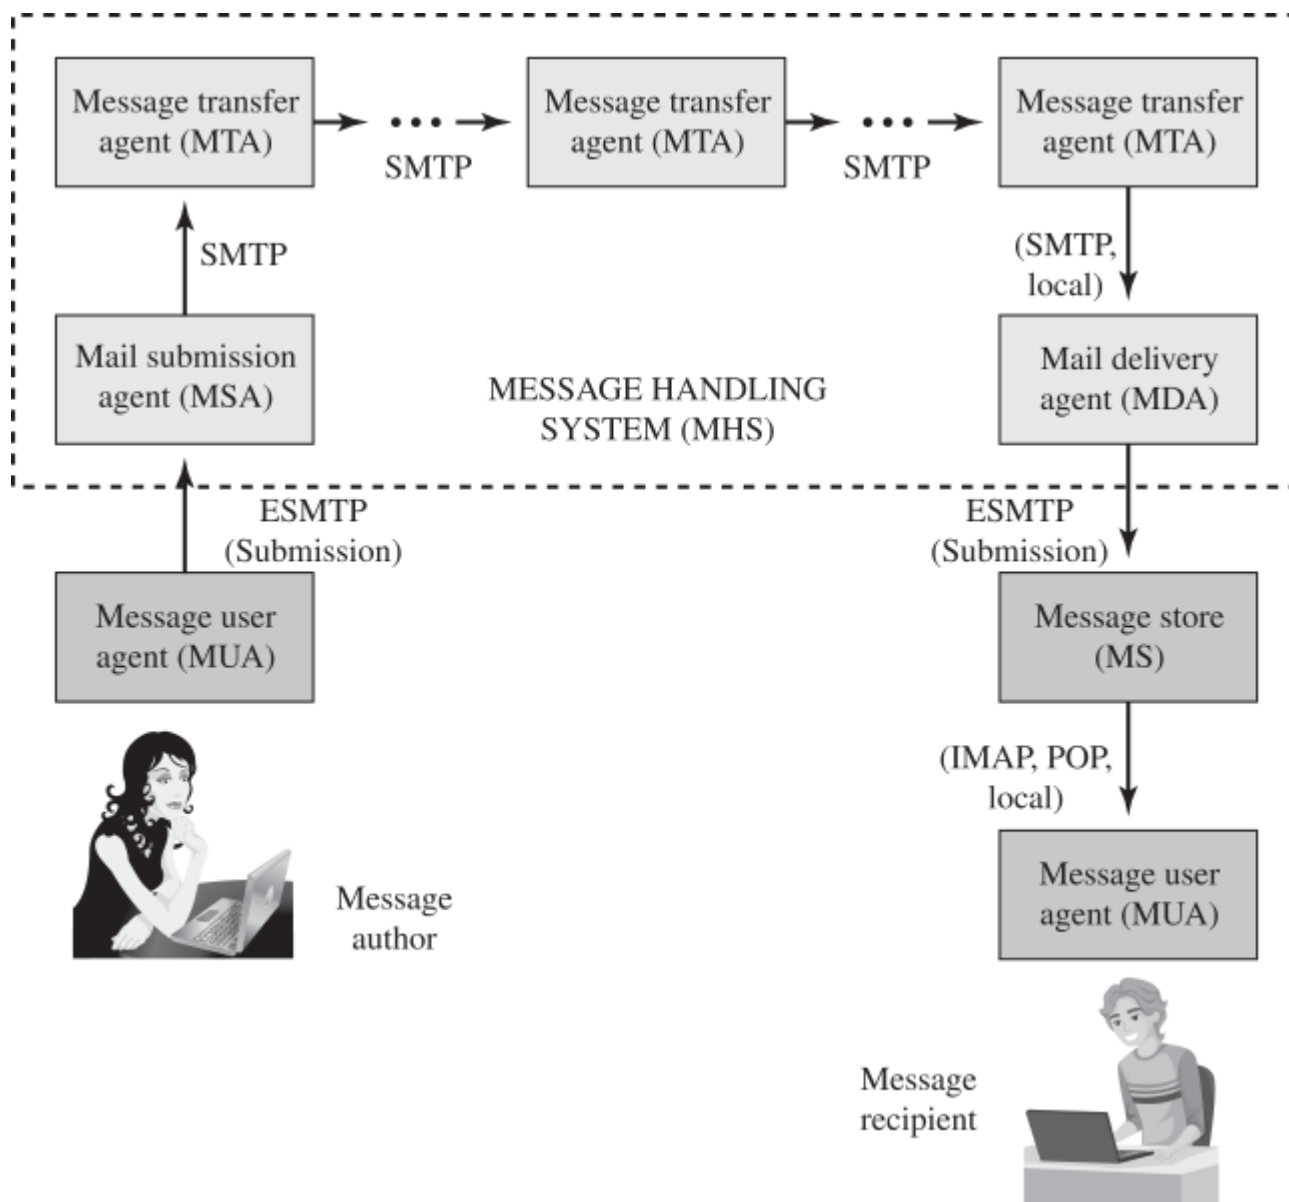 Message transfer
agent (MTA)
SMTP
Message transfer
agent (MTA)
SMTP
Message transfer
agent (MTA)
SMTP
(SMTP,
local)
Mail submission
agent (MSA)
MESSAGE HANDLING
SYSTEM (MHS)
Mail delivery
agent (MDA)
ESMTP
(Submission)
ESMTP
(Submission)
Message user
agent (MUA)
Message store
(MS)
(IMAP, POP,
local)
Message
author
Message user
agent (MUA)
Message
recipient